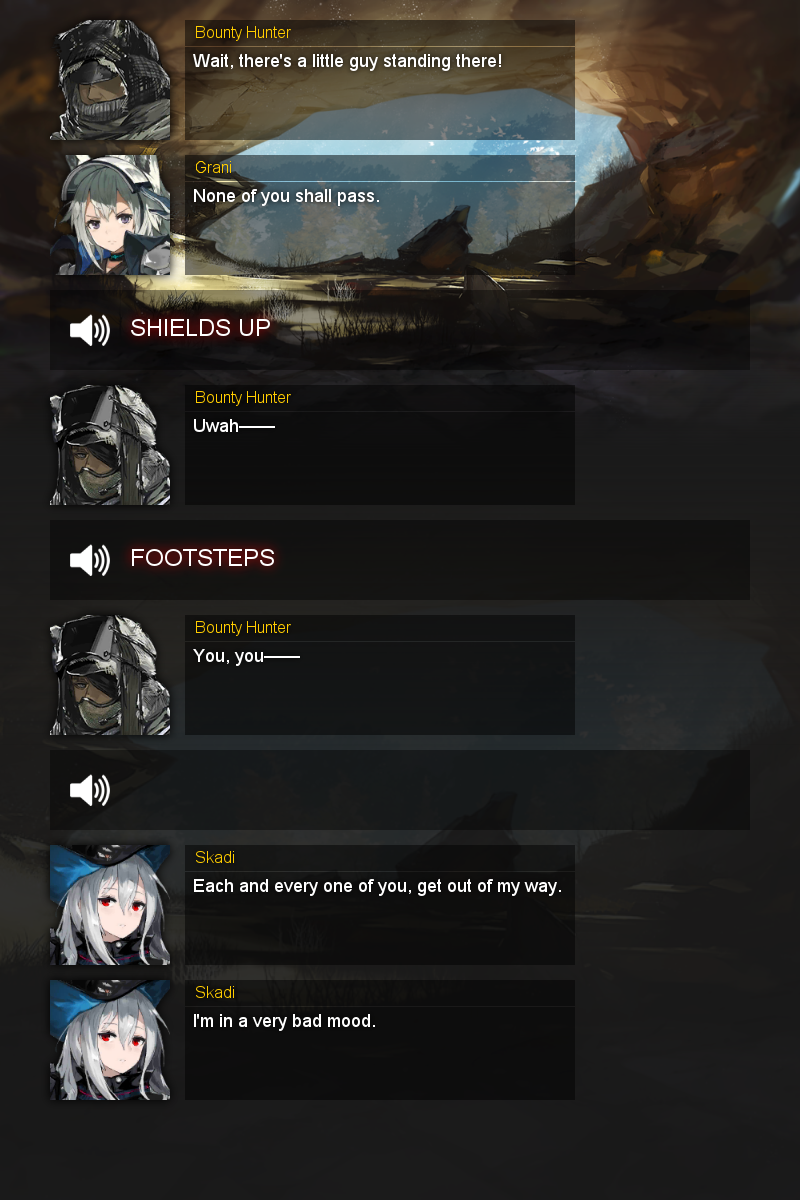 Bounty Hunter
Wait, there's a little guy standing there!
Grani
None of you shall pass.
SHIELDS UP
Bounty Hunter
Uwah——
FOOTSTEPS
Bounty Hunter
You, you——
Skadi
Each and every one of you, get out of my way.
Skadi
I'm in a very bad mood.